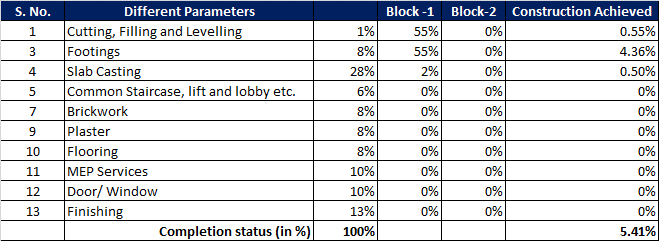 S. No. Different Parameters Block -1 Block-2 Construction Achieved
1 Cutting, Filling and Levelling 1% 55% 0% 0.55%
3 Footings 8% 55% 0% 4.36%
4 Slab Casting 28% 2% 0% 0.50%
5 Common Staircase, lift and lobby etc. 6% 0% 0% 0%
7 Brickwork 8% 0% 0% 0%
9 Plaster 8% 0% 0% 0%
10 Flooring 8% 0% 0% 0%
11 MEP Services 10% 0% 0% 0%
12 Door/ Window 10% 0% 0% 0%
13 Finishing 13% 0% 0% 0%
Completion status (in %) 100% 5.41%